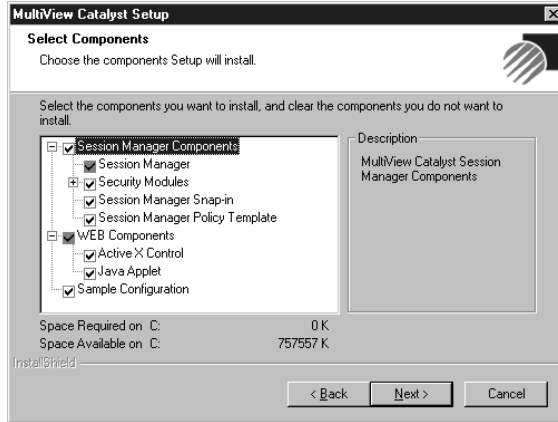 MultiView Catalyst Setup
Select Components
Choose the components Setup will install.
Select the components you want to install, and clear the components you do not want to
install.
Session Manager Components
Session Manager
Security Modules
Session Manager Snap-in
Session Manager Policy Template
WEB Components
Active X Control
Java Applet
Sample Configuration
Description
MultiView Catalyst Session
Manager Components
Space Required on C: 0 K
Space Available on C: 757557 K
InstallShield
< Back
Next >
Cancel